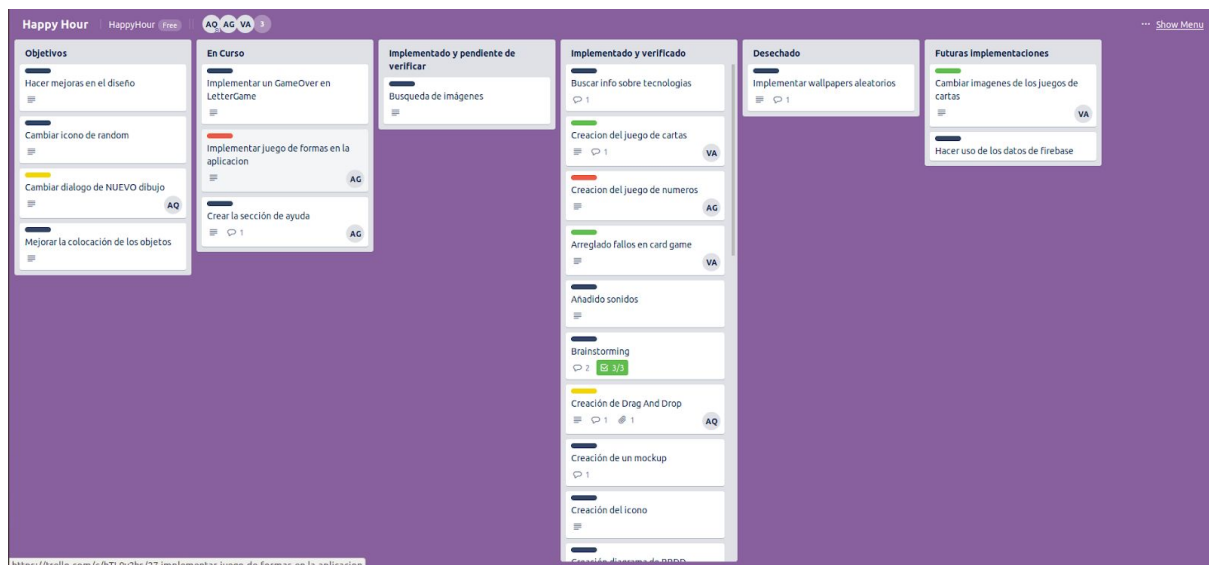 Happy Hour
HappyHour Free
AQ AG VA 3
... Show Menu
Objetivos
Hacer mejoras en el diseño
Cambiar icono de random
Cambiar dialogo de NUEVO dibujo
AQ
Mejorar la colocación de los objetos
En Curso
Implementar un GameOver en
LetterGame
Implementar juego de formas en la
aplicacion
AG
Crear la sección de ayuda
1
AG
Implementado y pendiente de
verificar
Busqueda de imágenes
Implementado y verificado
Buscar info sobre tecnologias
1
Creacion del juego de cartas
1
VA
Creacion del juego de numeros
AG
Arreglado fallos en card game
VA
Añadido sonidos
Brainstorming
2 3/3
Creación de Drag And Drop
1 1
AQ
Creación de un mockup
1
Creación del icono
Creación diagrama de BBDD
Desechado
Implementar wallpapers aleatorios
1
Futuras implementaciones
Cambiar imagenes de los juegos de
cartas
VA
Hacer uso de los datos de firebase